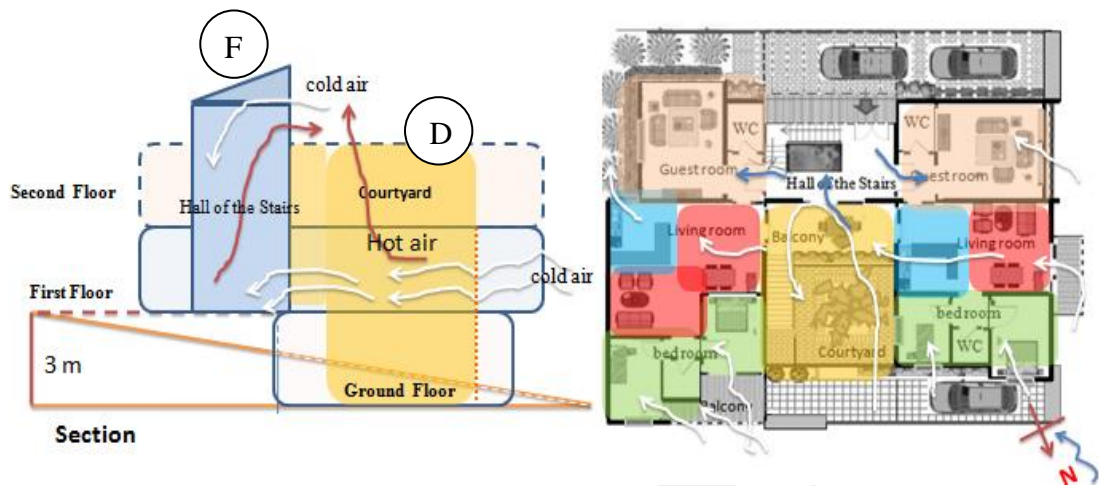 F
cold air
D
Second Floor
Courtyard
Hall of the Stairs
Hot air
cold air
First Floor
3 m
Ground Floor
Section
WC
WC
Guest room
Hall of the Stairs
uest room
Living room
Balcony
Living room
bedroom
bedroom
Courtyard
WC
Balcony
N